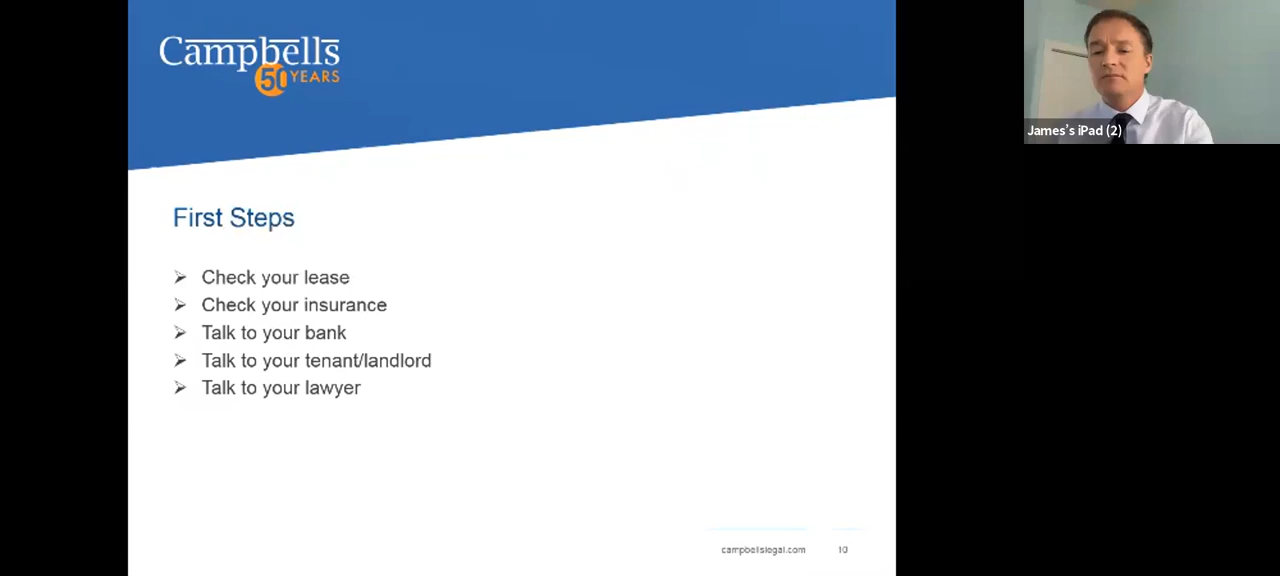 Campbells
50 YEARS
James's iPad (2)
First Steps
➢ Check your lease
➢ Check your insurance
➢ Talk to your bank
➢ Talk to your tenant/landlord
➢ Talk to your lawyer
campbellslegal.com 10